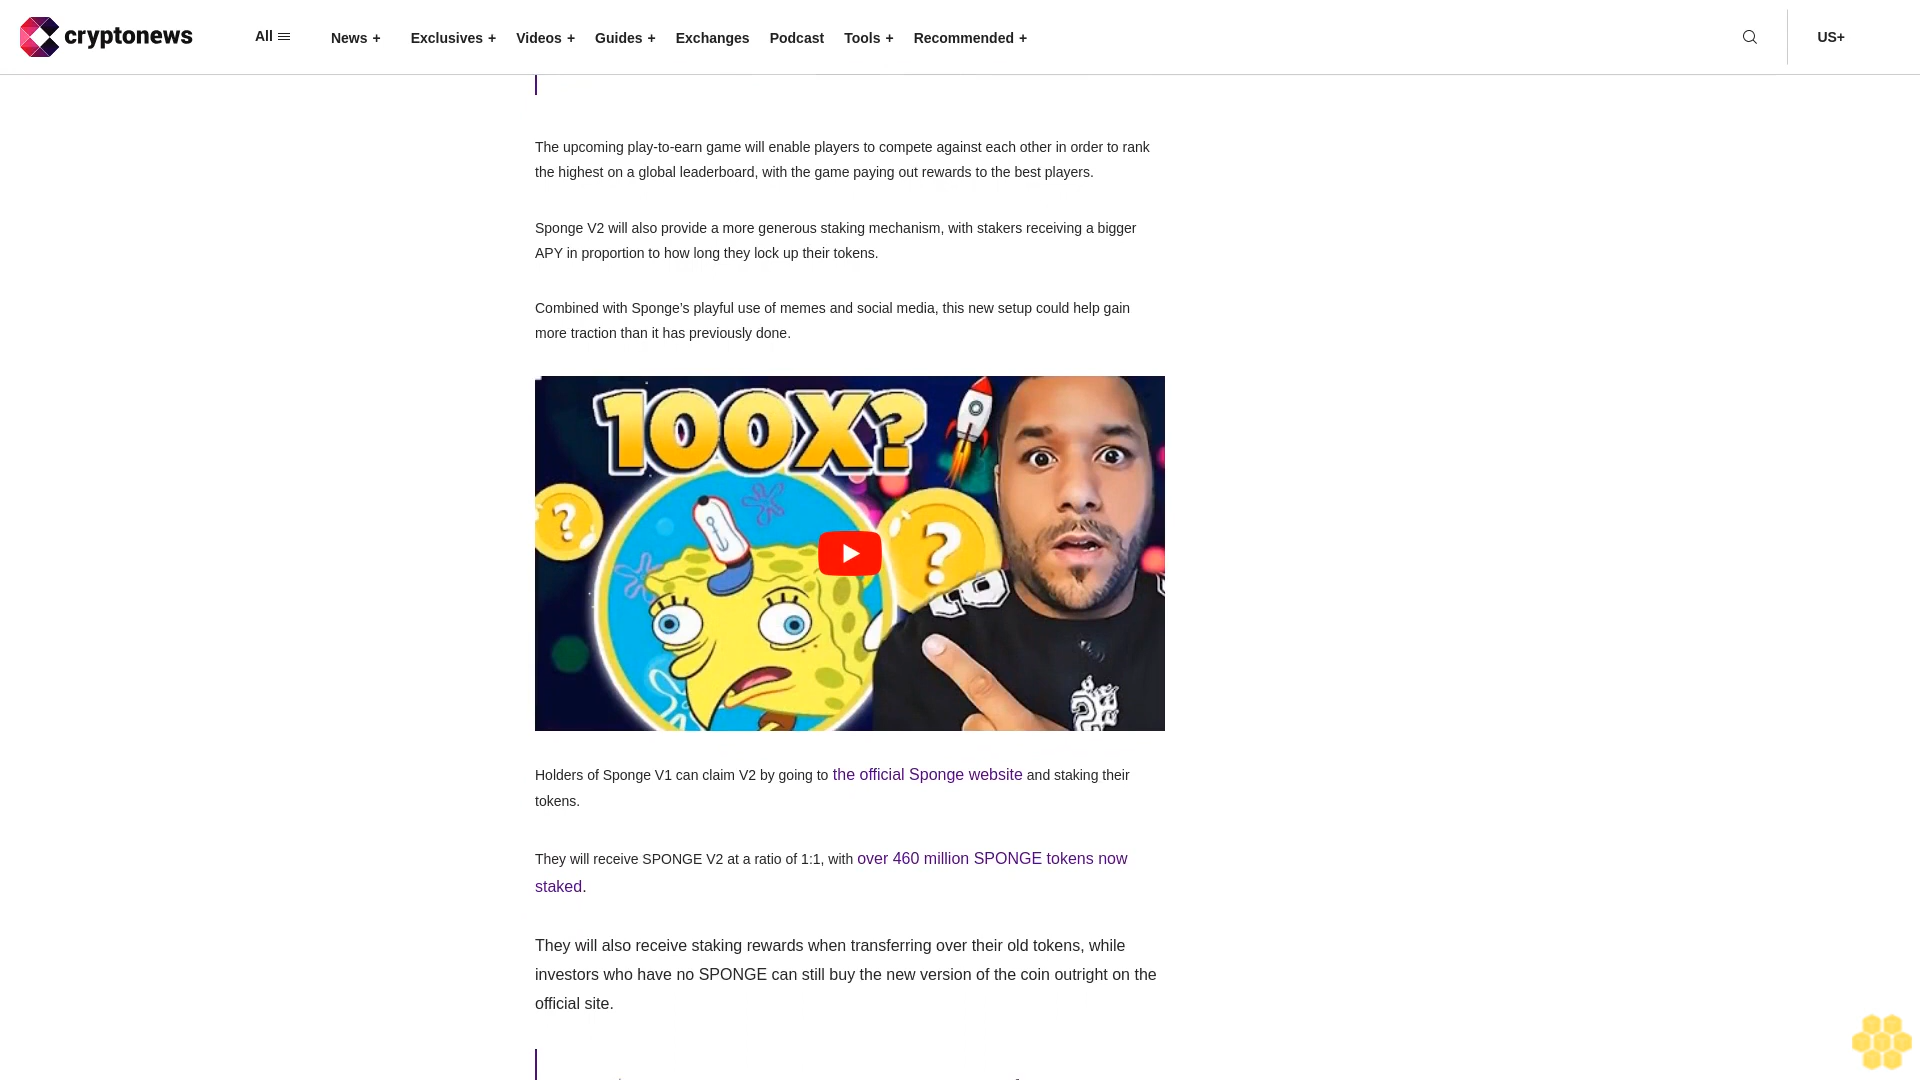 cryptonews
All
News +
Exclusives +
Videos +
Guides +
Exchanges
Podcast
Tools +
Recommended +
US+
The upcoming play-to-earn game will enable players to compete against each other in order to rank
the highest on a global leaderboard, with the game paying out rewards to the best players.
Sponge V2 will also provide a more generous staking mechanism, with stakers receiving a bigger
APY in proportion to how long they lock up their tokens.
Combined with Sponge’s playful use of memes and social media, this new setup could help gain
more traction than it has previously done.
100X?
?
?
Holders of Sponge V1 can claim V2 by going to the official Sponge website and staking their
tokens.
They will receive SPONGE V2 at a ratio of 1:1, with over 460 million SPONGE tokens now
staked.
They will also receive staking rewards when transferring over their old tokens, while
investors who have no SPONGE can still buy the new version of the coin outright on the
official site.